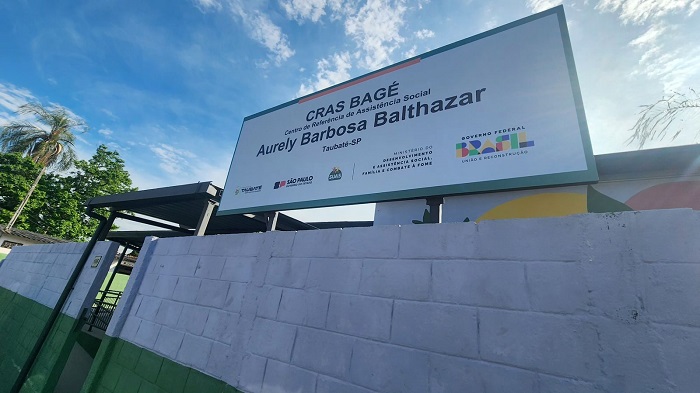 CRAS BAGÉ
Centro de Referência de Assistência Social
Aurely Barbosa Balthazar
Taubaté-SP
TAUBATÉ
SÃO PAULO
SUAS
MINISTÉRIO DO
DESENVOLVIMENTO
E ASSISTÊNCIA SOCIAL,
FAMÍLIA E COMBATE À FOME
GOVERNO FEDERAL
BRASIL
UNIÃO E RECONSTRUÇÃO